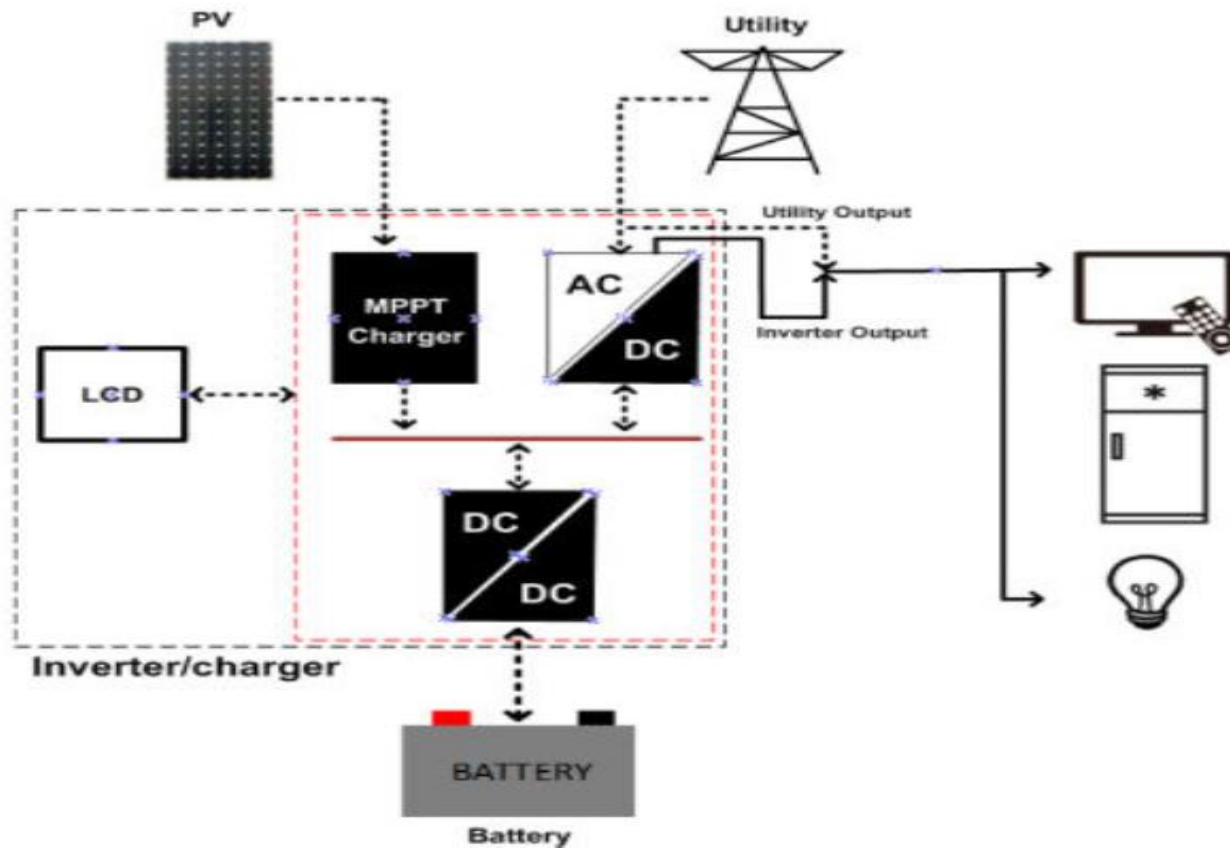 PV
Utility
Utility Output
AC
MPPT
Charger
DC
Inverter Output
LCD
DC
DC
Inverter/charger
BATTERY
Battery